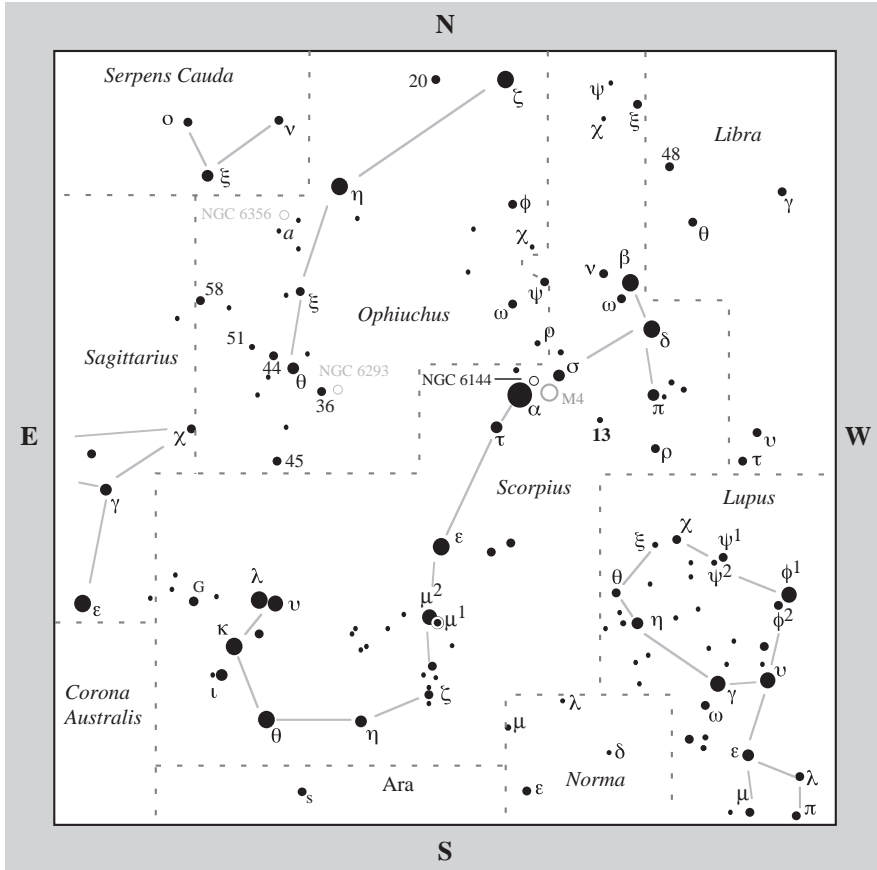 N
Serpens Cauda
20
ζ
ψ
ο
ν
χ
ξ
Libra
48
ξ
η
γ
NGC 6356
a
φ
θ
χ
ν
β
58
ξ
Ophiuchus
ω
ψ
ω
ρ
δ
51
Sagittarius
44
θ
NGC 6293
σ
36
NGC 6144
α
M4
π
E
χ
τ
13
υ
W
45
ρ
τ
γ
Scorpius
Lupus
ε
ξ
χ
ψ1
ψ2
λ
G
υ
θ
φ1
ε
μ2
μ1
φ2
κ
η
ι
υ
Corona
Australis
ζ
γ
ω
θ
η
λ
μ
Ara
δ
ε
s
ε
Norma
λ
μ
π
S